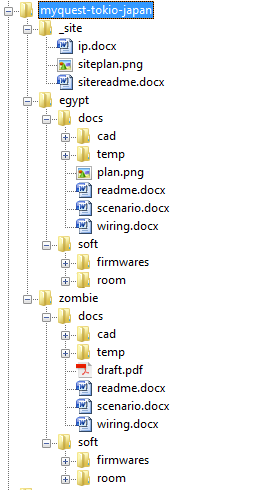 myquest-tokio-japan
_site
ip.docx
siteplan.png
sitereadme.docx
egypt
docs
cad
temp
plan.png
readme.docx
scenario.docx
wiring.docx
soft
firmwares
room
zombie
docs
cad
temp
draft.pdf
readme.docx
scenario.docx
wiring.docx
soft
firmwares
room